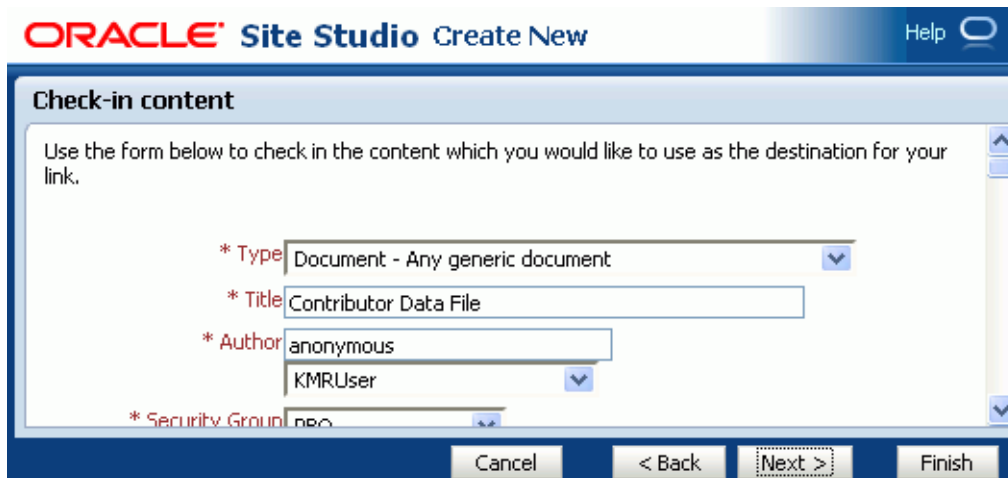 ORACLE Site Studio Create New Help
Check-in content
Use the form below to check in the content which you would like to use as the destination for your
link.
* Type Document - Any generic document
* Title Contributor Data File
* Author anonymous
KMRUser
* Security Group
Cancel < Back Next > Finish